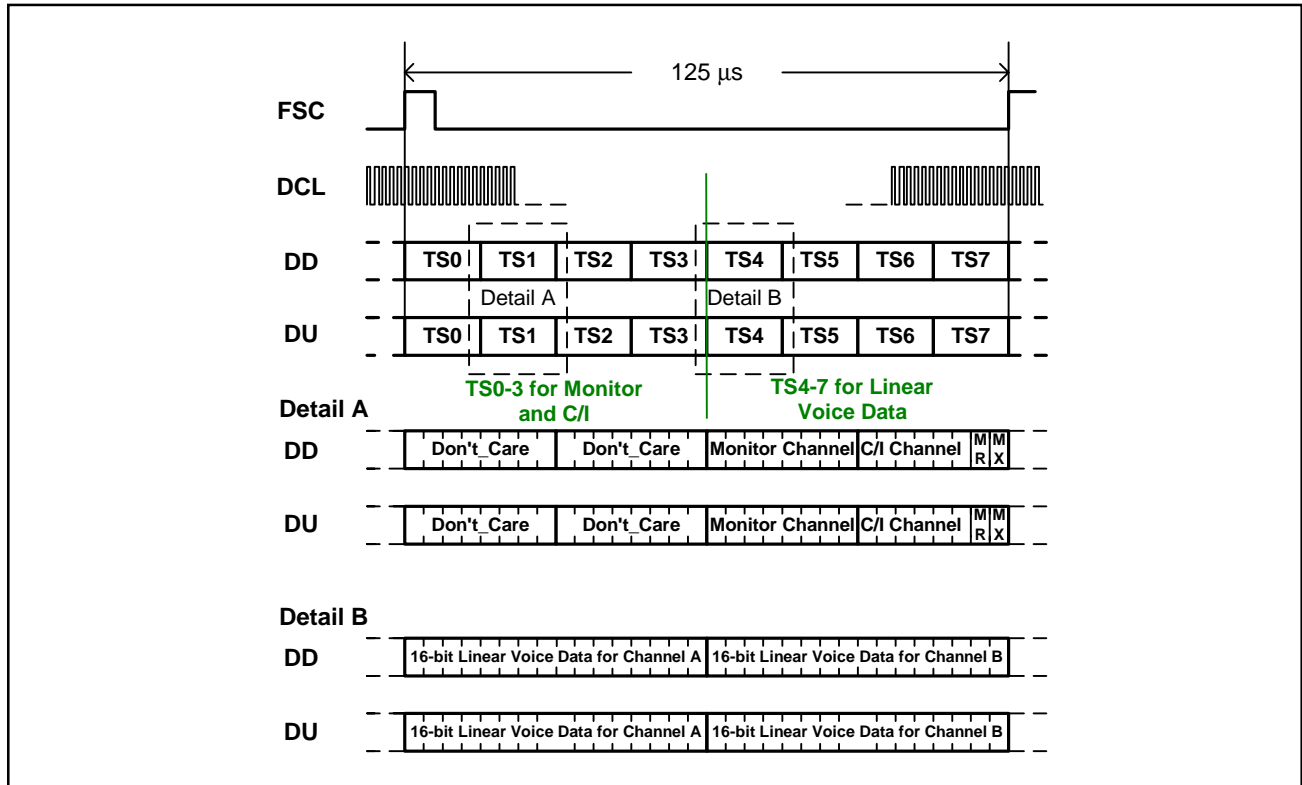 125 μs
FSC
DCL
DD TS0 TS1 TS2 TS3 TS4 TS5 TS6 TS7
Detail A Detail B
DU TS0 TS1 TS2 TS3 TS4 TS5 TS6 TS7
TS0-3 for Monitor
and C/I
TS4-7 for Linear
Voice Data
Detail A
DD Don't_Care Don't_Care Monitor Channel C/I Channel M R M X
DU Don't_Care Don't_Care Monitor Channel C/I Channel M R M X
Detail B
DD 16-bit Linear Voice Data for Channel A 16-bit Linear Voice Data for Channel B
DU 16-bit Linear Voice Data for Channel A 16-bit Linear Voice Data for Channel B